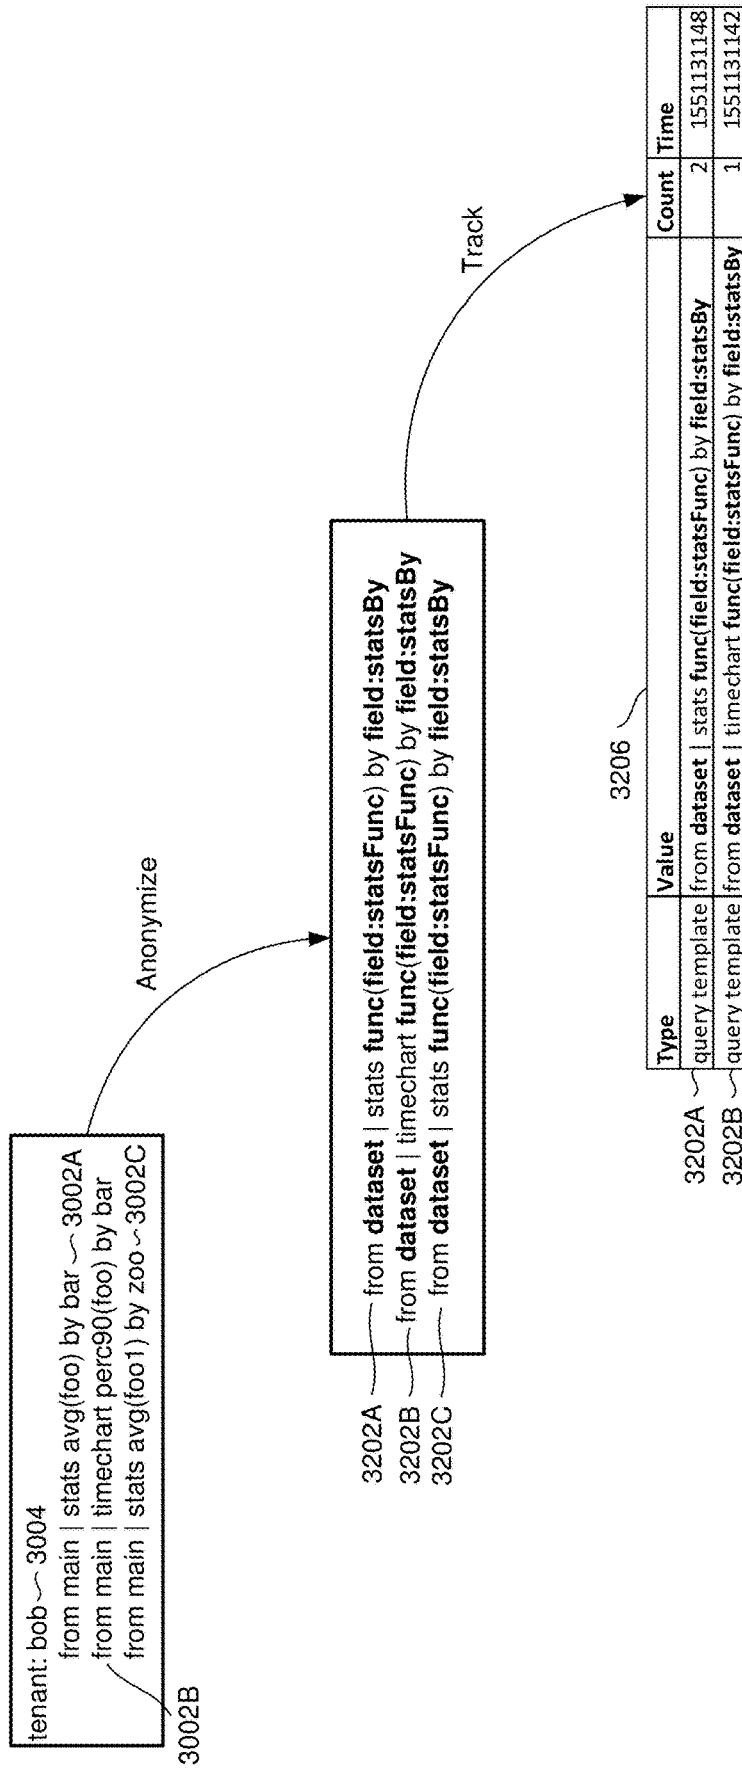 tenant: bob 3004
from main | stats avg(foo) by bar 3002A
from main | timechart perc90(foo) by bar
from main | stats avg(foo1) by zoo 3002C
3002B
Anonymize
3202A from dataset | stats func(field:statsFunc) by field:statsBy
3202B from dataset | timechart func(field:statsFunc) by field:statsBy
3202C from dataset | stats func(field:statsFunc) by field:statsBy
Track
3206
Type Value Count Time
3202A query template from dataset | stats func(field:statsFunc) by field:statsBy 2 1551131148
3202B query template from dataset | timechart func(field:statsFunc) by field:statsBy 1 1551131142